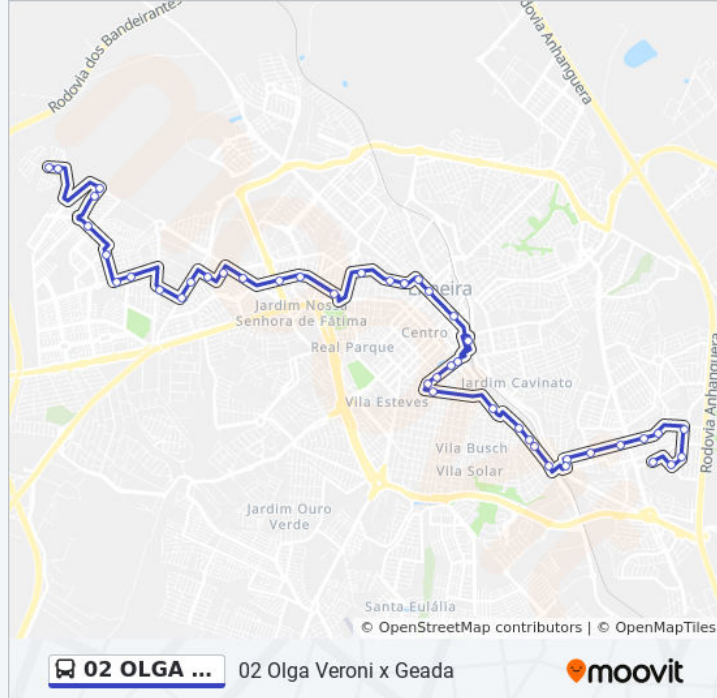 Rodovia dos Bandeirantes
Rodovia Anhanguera
Limeira
Jardim Nossa
Senhora de Fátima
Centro
Real Parque
Jardim Cavinato
Vila Esteves
Rodovia Anhanguera
Vila Busch
Vila Solar
Jardim Ouro
Verde
Santa Eulália
© OpenStreetMap contributors | © OpenMapTiles
02 OLGA ...
02 Olga Veroni x Geada
moovit